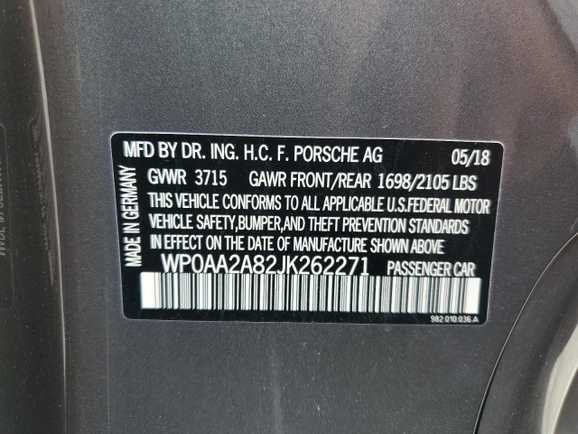 MFD BY DR. ING. H.C. F. PORSCHE AG 05/18
GVWR 3715 GAWR FRONT/REAR 1698/2105 LBS
THIS VEHICLE CONFORMS TO ALL APPLICABLE U.S.FEDERAL MOTOR
VEHICLE SAFETY,BUMPER,AND THEFT PREVENTION STANDARDS
IN EFFECT ON THE DATE OF MANUFACTURE SHOWN ABOVE
WP0AA2A82JK262271 PASSENGER CAR
982 010 036 A
MADE IN GERMANY